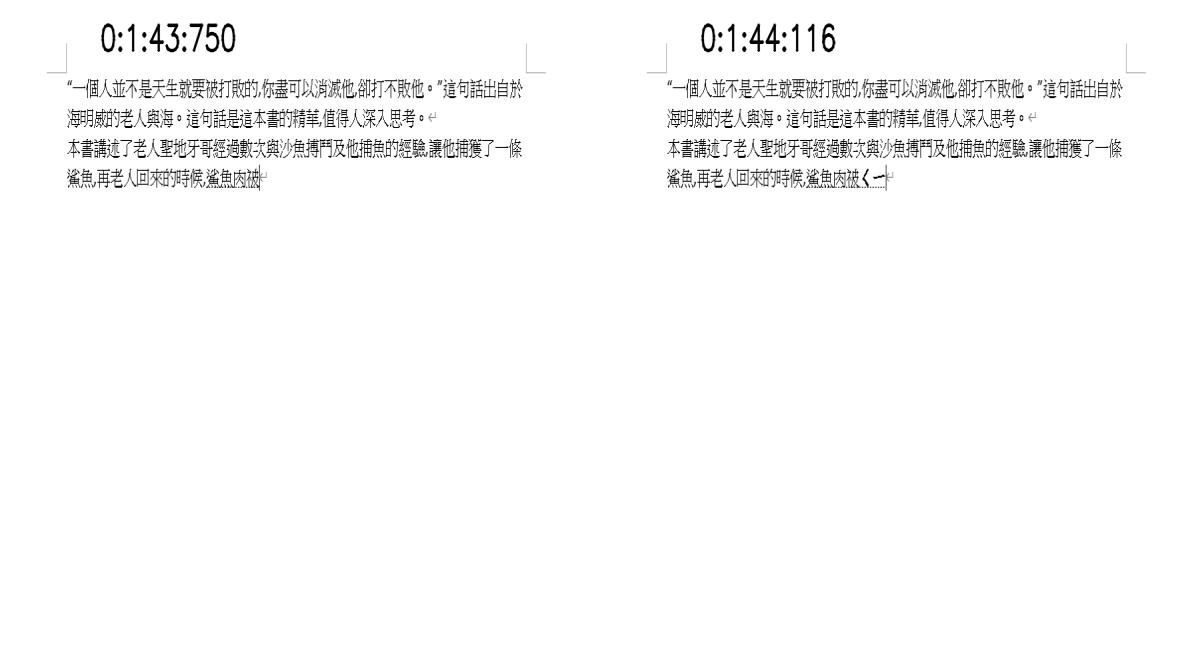 0:1:43:750
“一個人並不是天生就要被打敗的,你盡可以消滅他,卻打不敗他。”這句話出自於
海明威的老人與海。這句話是這本書的精華,值得人深入思考。
本書講述了老人聖地牙哥經過數次與沙魚搏鬥及他捕魚的經驗,讓他捕獲了一條
鯊魚,再老人回來的時候,鯊魚肉被
0:1:44:116
“一個人並不是天生就要被打敗的,你盡可以消滅他,卻打不敗他。”這句話出自於
海明威的老人與海。這句話是這本書的精華,值得人深入思考。
本書講述了老人聖地牙哥經過數次與沙魚搏鬥及他捕魚的經驗,讓他捕獲了一條
鯊魚,再老人回來的時候,鯊魚肉被ㄑㄧ